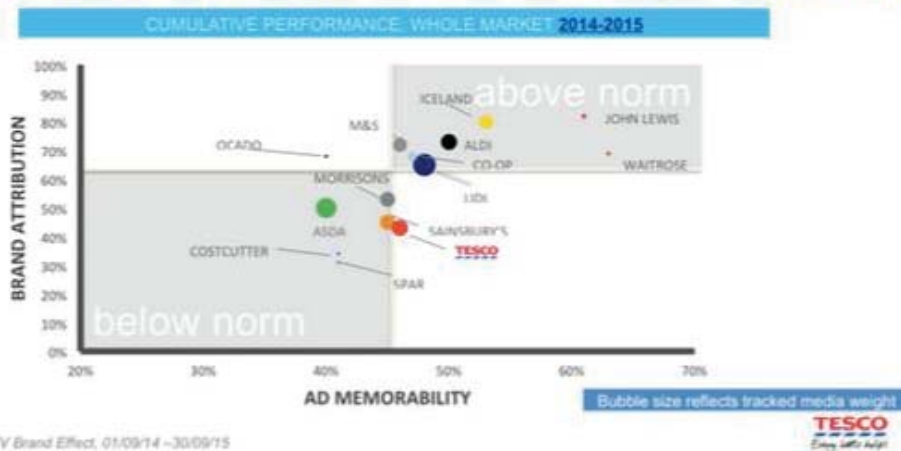 CUMULATIVE PERFORMANCE: WHOLE MARKET 2014-2015
100%
90%
80%
70%
60%
50%
40%
30%
20%
10%
0%
BRAND ATTRIBUTION
above norm
below norm
ICELAND
JOHN LEWIS
M&S
OCADO
ALDI
CO-OP
WAITROSE
MORRISONS
LIDL
ASDA
SAINSBURY'S
COSTCUTTER
TESCO
SPAR
20%
30%
40%
50%
60%
70%
AD MEMORABILITY
Bubble size reflects tracked media weight
TESCO
Every little helps
V Brand Effect, 01/09/14 –30/09/15